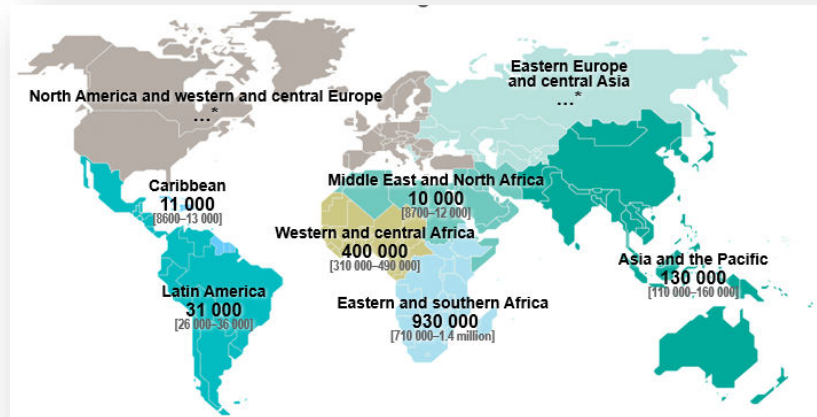 North America and western and central Europe
...*
Eastern Europe
and central Asia
...*
Caribbean
11 000
[8600–13 000]
Middle East and North Africa
10 000
[8700–12 000]
Western and central Africa
400 000
[310 000–490 000]
Latin America
31 000
[26 000–36 000]
Eastern and southern Africa
930 000
[710 000–1.4 million]
Asia and the Pacific
130 000
[110 000–160 000]